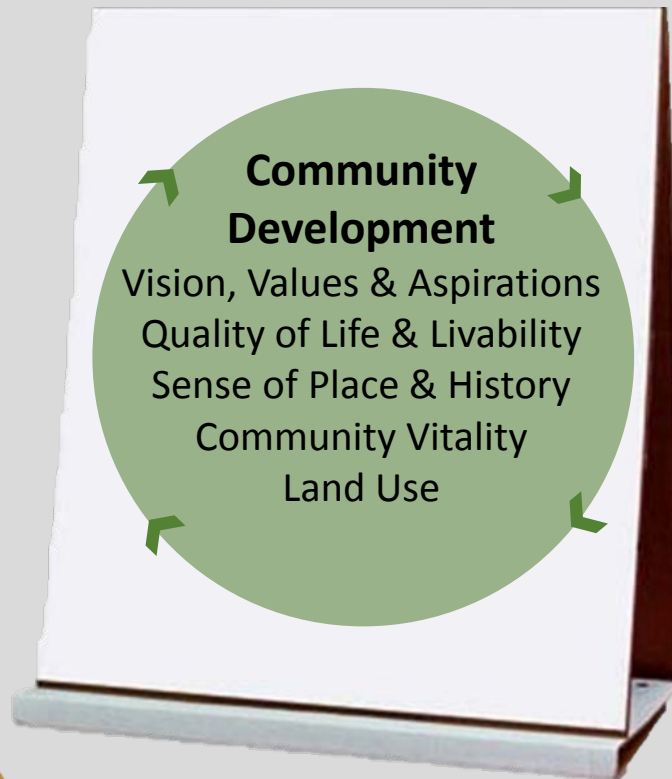 Community
Development
Vision, Values & Aspirations
Quality of Life & Livability
Sense of Place & History
Community Vitality
Land Use